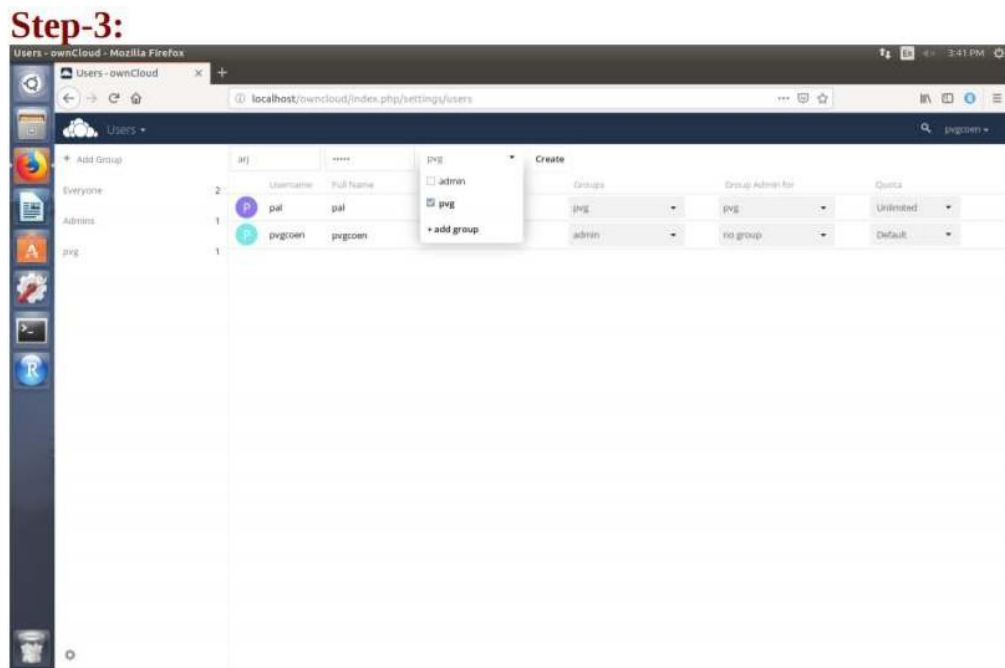 Step-3:
Users - ownCloud - Mozilla Firefox
En 3:41 PM
Users - ownCloud
localhost/owncloud/index.php/settings/users
Users
pvgcoen
+ Add Group
arj ••••• pvg Create
Everyone 2
Username Full Name Groups Group Admin for Quota
admin
P pal pal pvg pvg Unlimited
pvg
Admins 1
P pvgcoen pvgcoen admin no group Default
+ add group
pvg 1